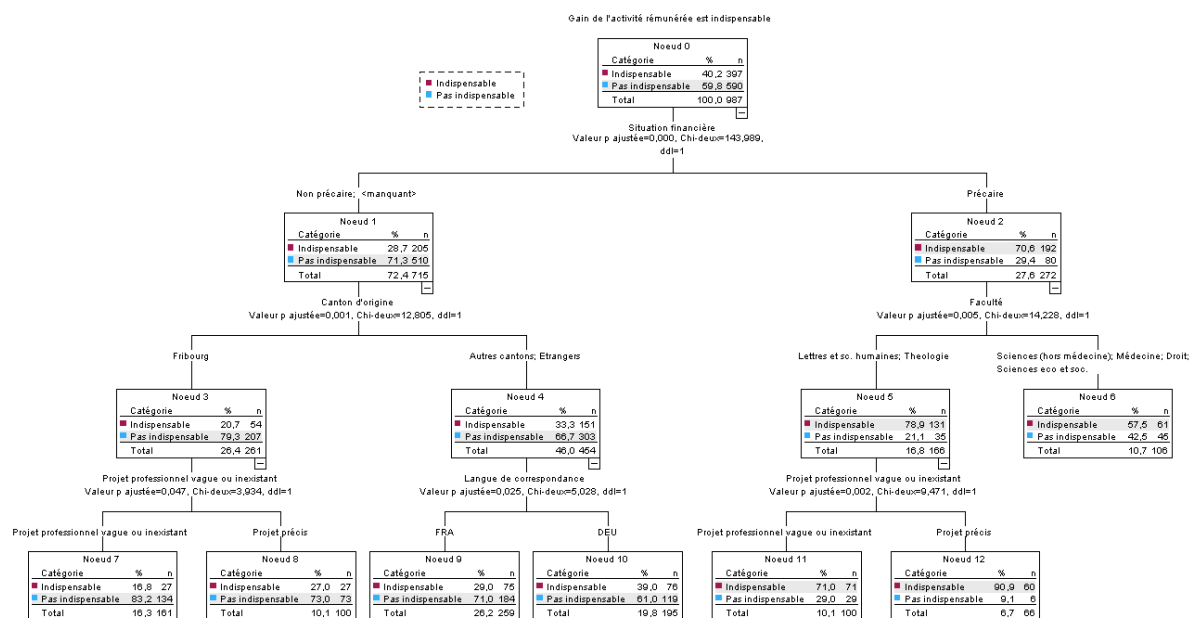 Gain de l'activité rémunérée est indispensable
Noeud 0
Catégorie % n
Indispensable 40,2 397
Pas indispensable 59,8 590
Total 100,0 987
Indispensable
Pas indispensable
Situation financière
Valeur p ajustée=0,000, Chi-deux=143,989,
ddl=1
Non précaire; <manquant>
Précaire
Noeud 1
Catégorie % n
Indispensable 28,7 205
Pas indispensable 71,3 510
Total 72,4 715
Noeud 2
Catégorie % n
Indispensable 70,6 192
Pas indispensable 29,4 80
Total 27,6 272
Canton d'origine
Valeur p ajustée=0,001, Chi-deux=12,805, ddl=1
Faculté
Valeur p ajustée=0,005, Chi-deux=14,228, ddl=1
Fribourg
Autres cantons; Etrangers
Lettres et sc. humaines; Theologie
Sciences (hors médecine); Médecine; Droit;
Sciences eco et soc.
Noeud 3
Catégorie % n
Indispensable 20,7 54
Pas indispensable 79,3 207
Total 26,4 261
Noeud 4
Catégorie % n
Indispensable 33,3 151
Pas indispensable 66,7 303
Total 46,0 454
Noeud 5
Catégorie % n
Indispensable 78,9 131
Pas indispensable 21,1 35
Total 16,8 166
Noeud 6
Catégorie % n
Indispensable 57,5 61
Pas indispensable 42,5 45
Total 10,7 106
Projet professionnel vague ou inexistant
Valeur p ajustée=0,047, Chi-deux=3,934, ddl=1
Langue de correspondance
Valeur p ajustée=0,025, Chi-deux=5,028, ddl=1
Projet professionnel vague ou inexistant
Valeur p ajustée=0,002, Chi-deux=9,471, ddl=1
Projet professionnel vague ou inexistant
Projet précis
FRA
DEU
Projet professionnel vague ou inexistant
Projet précis
Noeud 7
Catégorie % n
Indispensable 16,8 27
Pas indispensable 83,2 134
Total 16,3 161
Noeud 8
Catégorie % n
Indispensable 27,0 27
Pas indispensable 73,0 73
Total 10,1 100
Noeud 9
Catégorie % n
Indispensable 29,0 75
Pas indispensable 71,0 184
Total 26,2 259
Noeud 10
Catégorie % n
Indispensable 39,0 76
Pas indispensable 61,0 119
Total 19,8 195
Noeud 11
Catégorie % n
Indispensable 71,0 71
Pas indispensable 29,0 29
Total 10,1 100
Noeud 12
Catégorie % n
Indispensable 90,9 60
Pas indispensable 9,1 6
Total 6,7 66